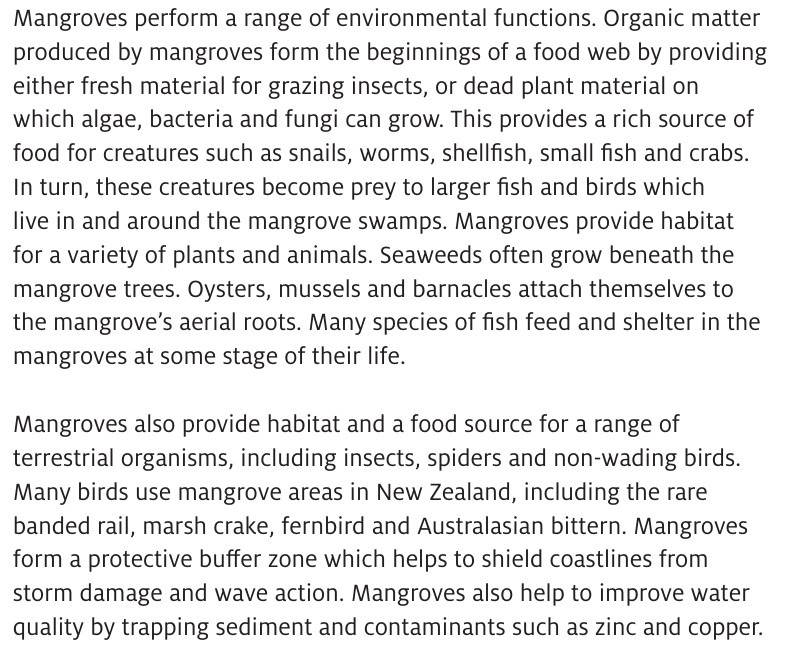 Mangroves perform a range of environmental functions. Organic matter
produced by mangroves form the beginnings of a food web by providing
either fresh material for grazing insects, or dead plant material on
which algae, bacteria and fungi can grow. This provides a rich source of
food for creatures such as snails, worms, shellfish, small fish and crabs.
In turn, these creatures become prey to larger fish and birds which
live in and around the mangrove swamps. Mangroves provide habitat
for a variety of plants and animals. Seaweeds often grow beneath the
mangrove trees. Oysters, mussels and barnacles attach themselves to
the mangrove’s aerial roots. Many species of fish feed and shelter in the
mangroves at some stage of their life.

Mangroves also provide habitat and a food source for a range of
terrestrial organisms, including insects, spiders and non-wading birds.
Many birds use mangrove areas in New Zealand, including the rare
banded rail, marsh crake, fernbird and Australasian bittern. Mangroves
form a protective buffer zone which helps to shield coastlines from
storm damage and wave action. Mangroves also help to improve water
quality by trapping sediment and contaminants such as zinc and copper.